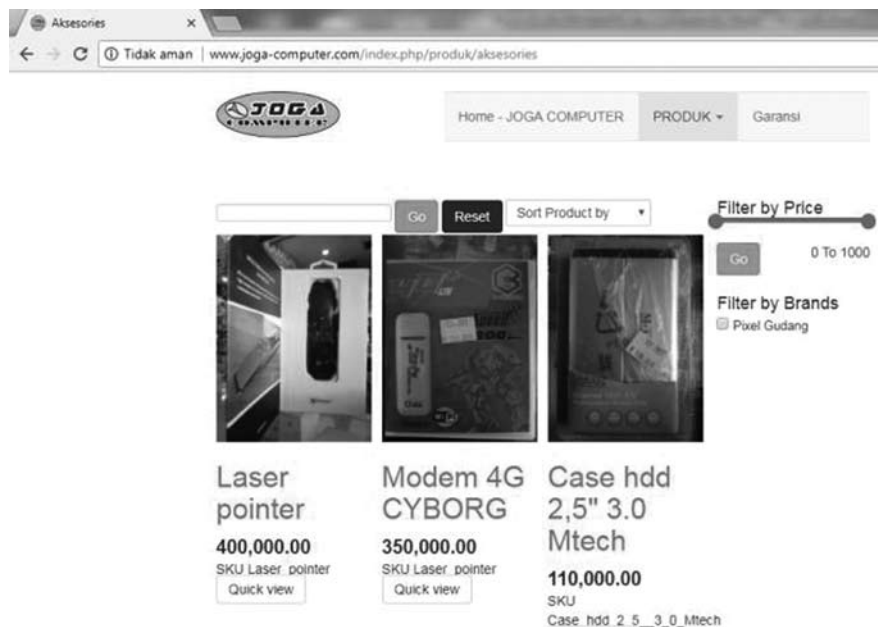 Aksesories
Tidak aman www.joga-computer.com/index.php/produk/aksesories
JOGA
COMPUTER
Home - JOGA COMPUTER PRODUK Garansi
Go Reset Sort Product by
Filter by Price
Go 0 To 1000
Filter by Brands
Pixel Gudang
Laser
pointer
400,000.00
SKU Laser_pointer
Quick view
Modem 4G
CYBORG
350,000.00
SKU Laser_pointer
Quick view
Case hdd
2,5" 3.0
Mtech
110,000.00
SKU
Case_hdd_2_5__3_0_Mtech